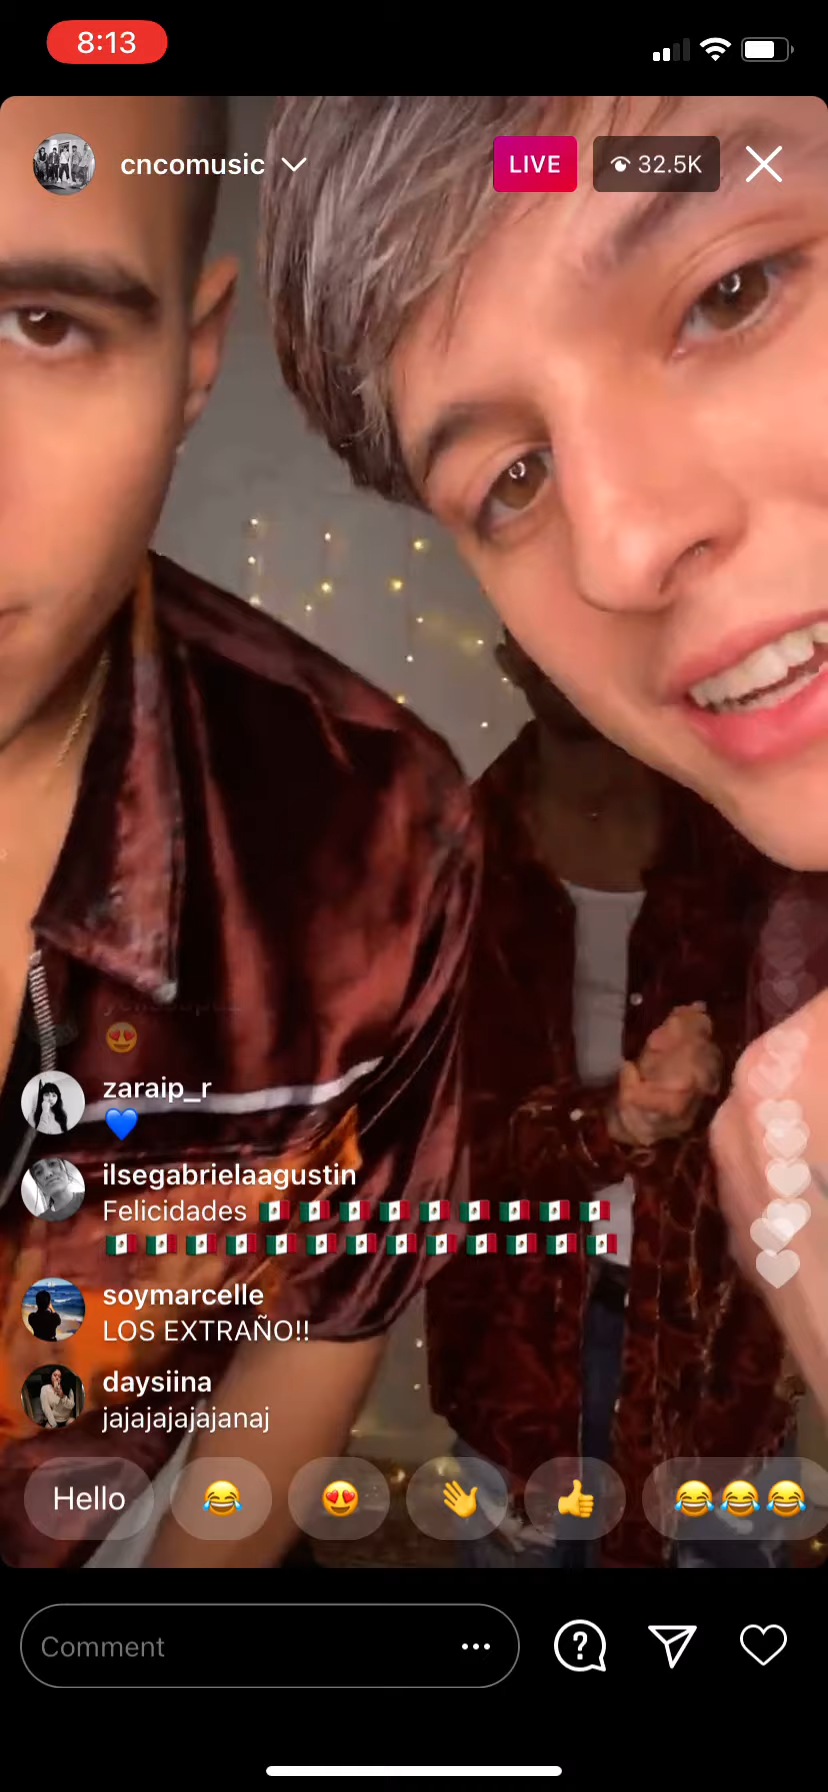 8:13
cncomusic
LIVE
32.5K
😍
zaraip_r
💙
ilsegabrielaagustin
Felicidades 🇲🇽🇲🇽🇲🇽🇲🇽🇲🇽🇲🇽🇲🇽🇲🇽🇲🇽
🇲🇽🇲🇽🇲🇽🇲🇽🇲🇽🇲🇽🇲🇽🇲🇽🇲🇽🇲🇽🇲🇽🇲🇽🇲🇽
soymarcelle
LOS EXTRAÑO!!
daysiina
jajajajajajanaj
Hello 😂 😍 👋 👍 😂😂😂
Comment